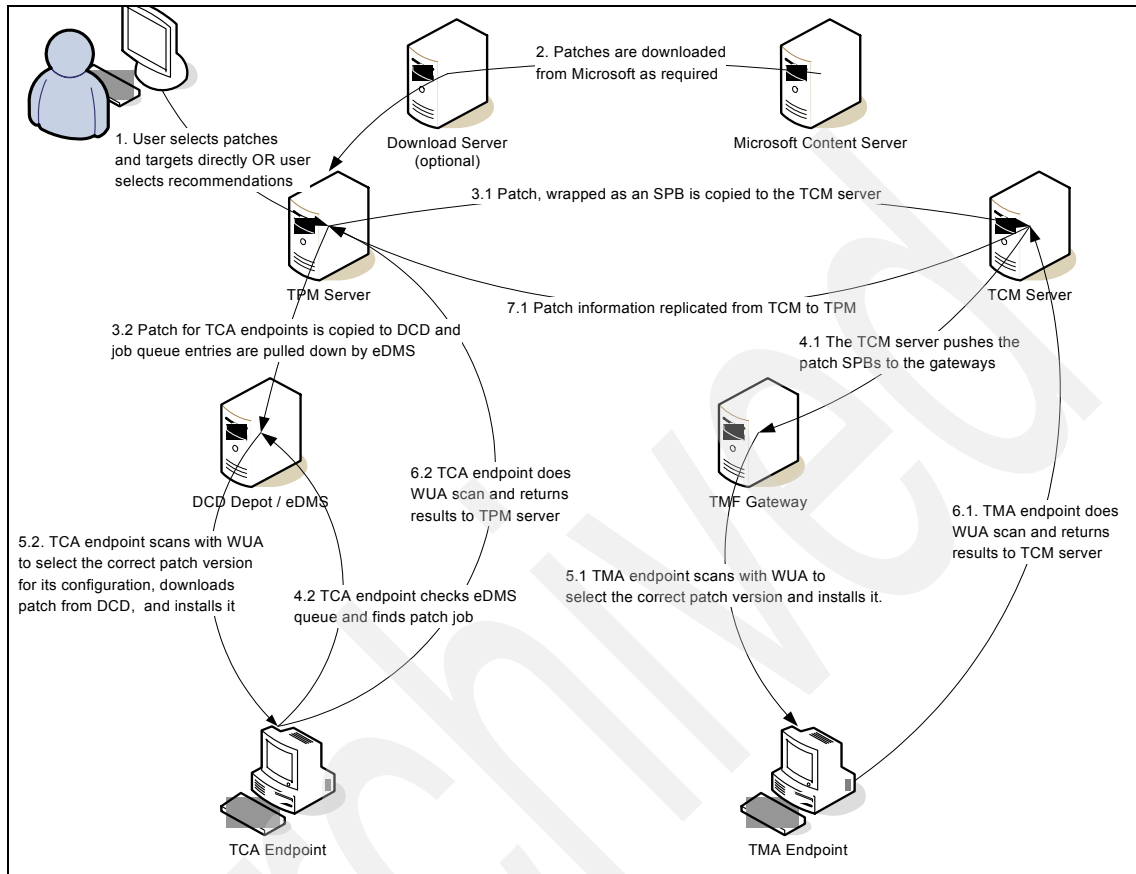 2. Patches are downloaded
from Microsoft as required
1. User selects patches
and targets directly OR user
selects recommendations
Download Server
(optional)
Microsoft Content Server
3.1 Patch, wrapped as an SPB is copied to the TCM server
TPM Server
TCM Server
7.1 Patch information replicated from TCM to TPM
3.2 Patch for TCA endpoints is copied to DCD and
job queue entries are pulled down by eDMS
4.1 The TCM server pushes the
patch SPBs to the gateways
DCD Depot / eDMS
6.2 TCA endpoint does
WUA scan and returns
results to TPM server
TMF Gateway
6.1. TMA endpoint does
WUA scan and returns
results to TCM server
5.2. TCA endpoint scans with WUA
to select the correct patch version
for its configuration, downloads
patch from DCD, and installs it
4.2 TCA endpoint checks eDMS
queue and finds patch job
5.1 TMA endpoint scans with WUA to
select the correct patch version and installs it.
TCA Endpoint
TMA Endpoint
chived